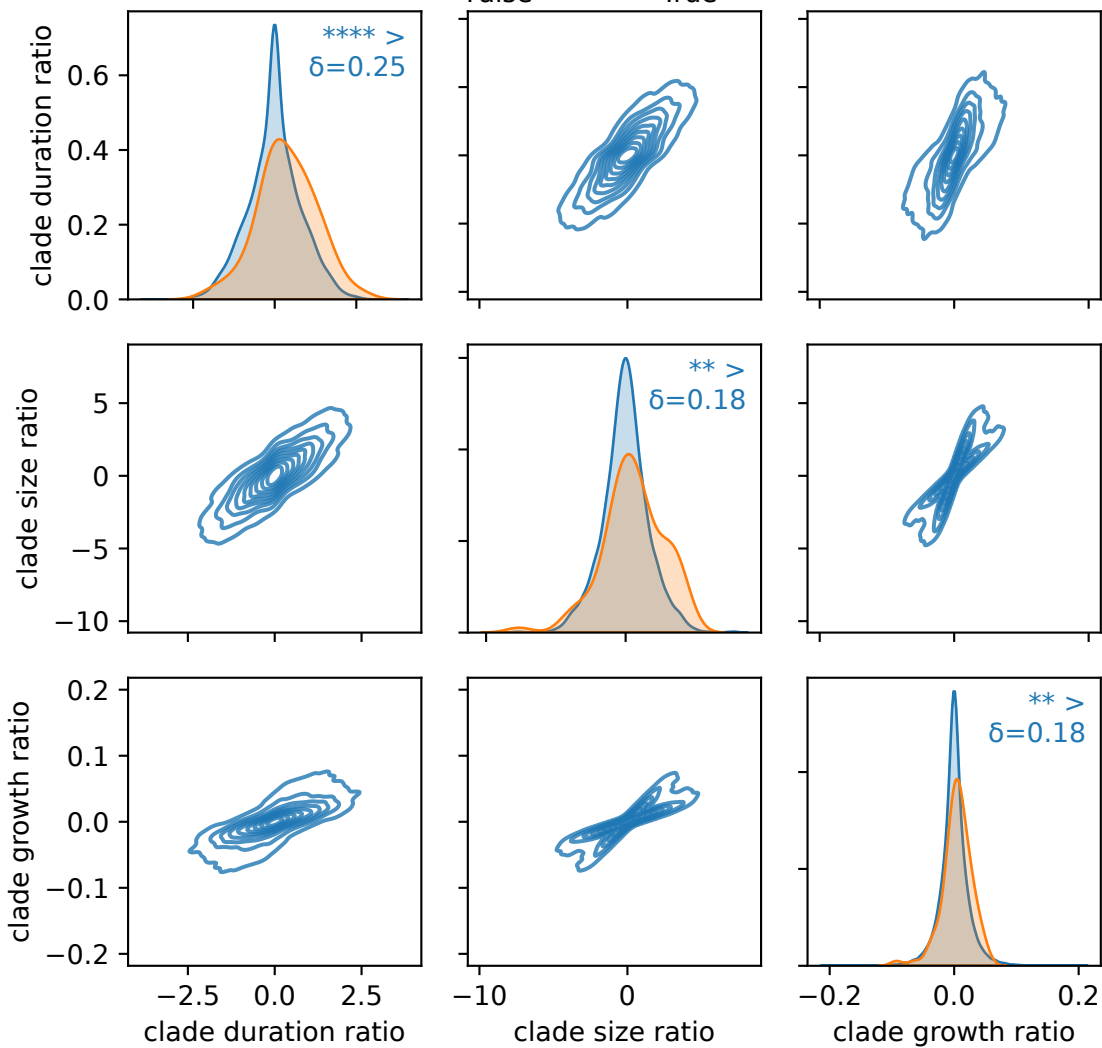 **** >
δ=0.25
clade duration ratio
0.6
0.4
0.2
0.0
** >
δ=0.18
clade size ratio
5
0
−5
−10
** >
δ=0.18
clade growth ratio
0.2
0.1
0.0
−0.1
−0.2
−2.5 0.0 2.5
−10 0
−0.2 0.0 0.2
clade duration ratio
clade size ratio
clade growth ratio